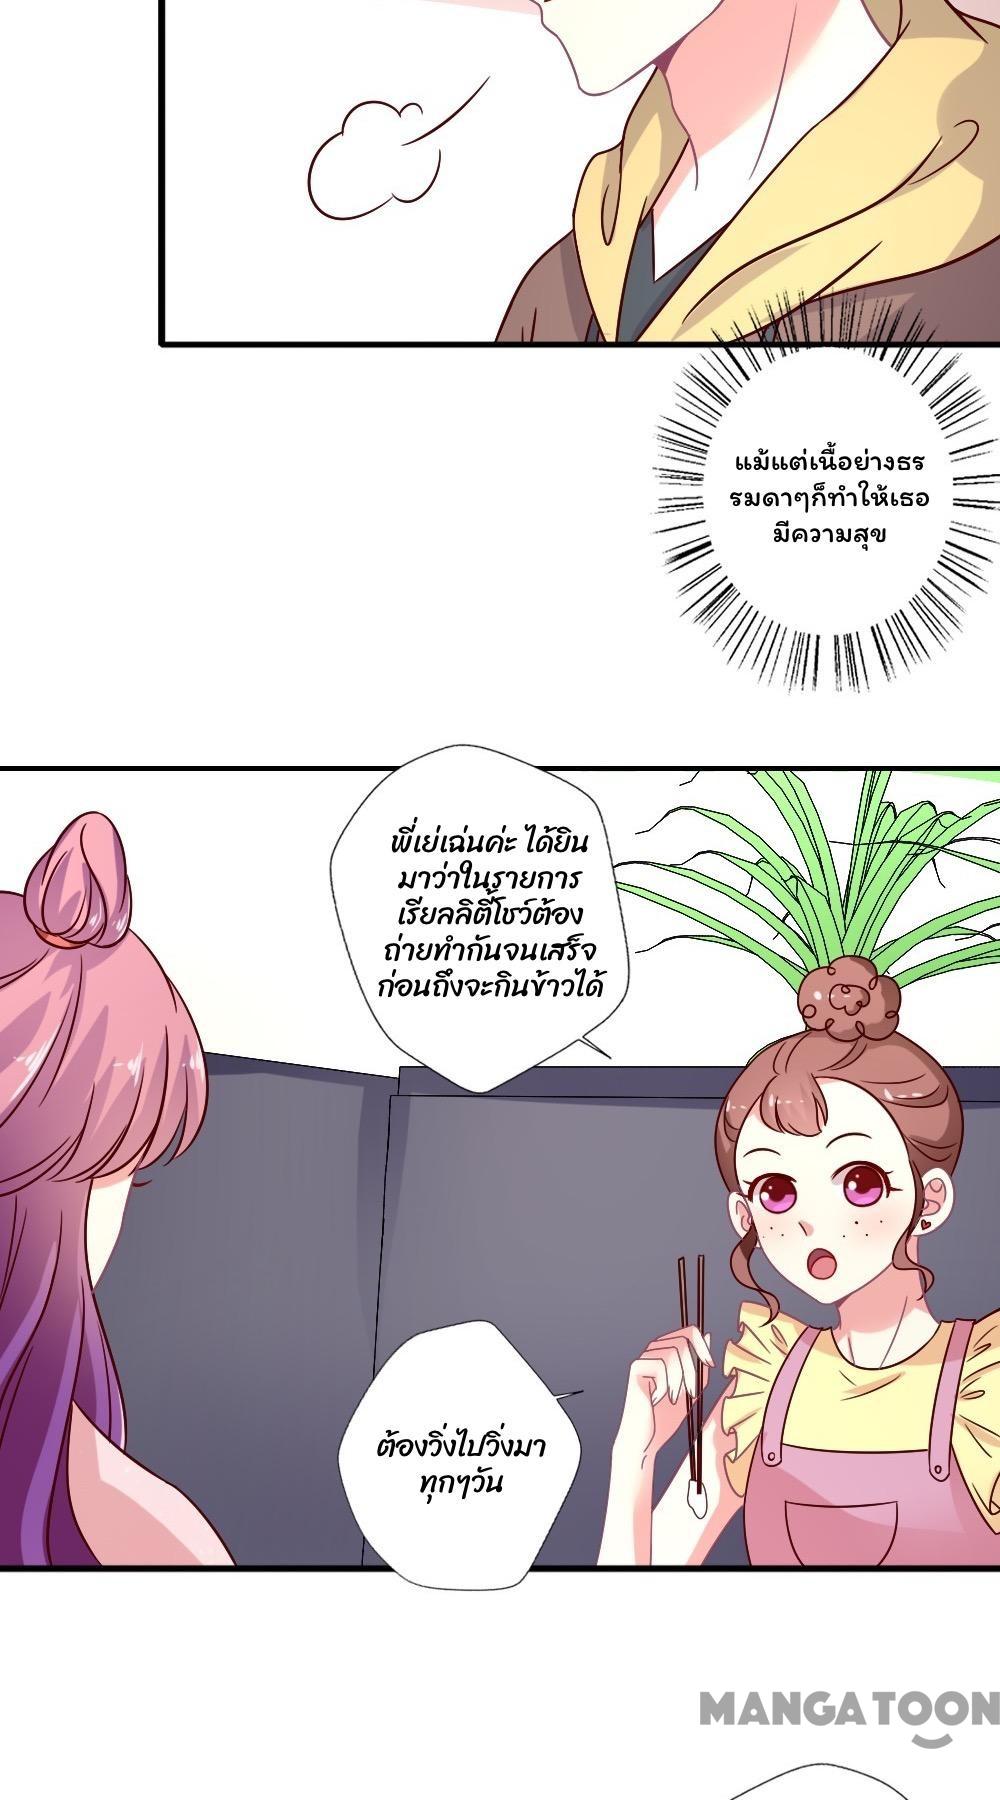 แม้แต่เนื้อย่างธร
รมดาๆก็ทำให้เธอ
มีความสุข
พี่เย่เฉ่นค่ะ ได้ยิน
มาว่าในรายการ
เรียลลิตี้โชว์ต้อง
ถ่ายทำกันจนเสร็จ
ก่อนถึงจะกินข้าวได้
ต้องวิ่งไปวิ่งมา
ทุกๆวัน
MANGATOON